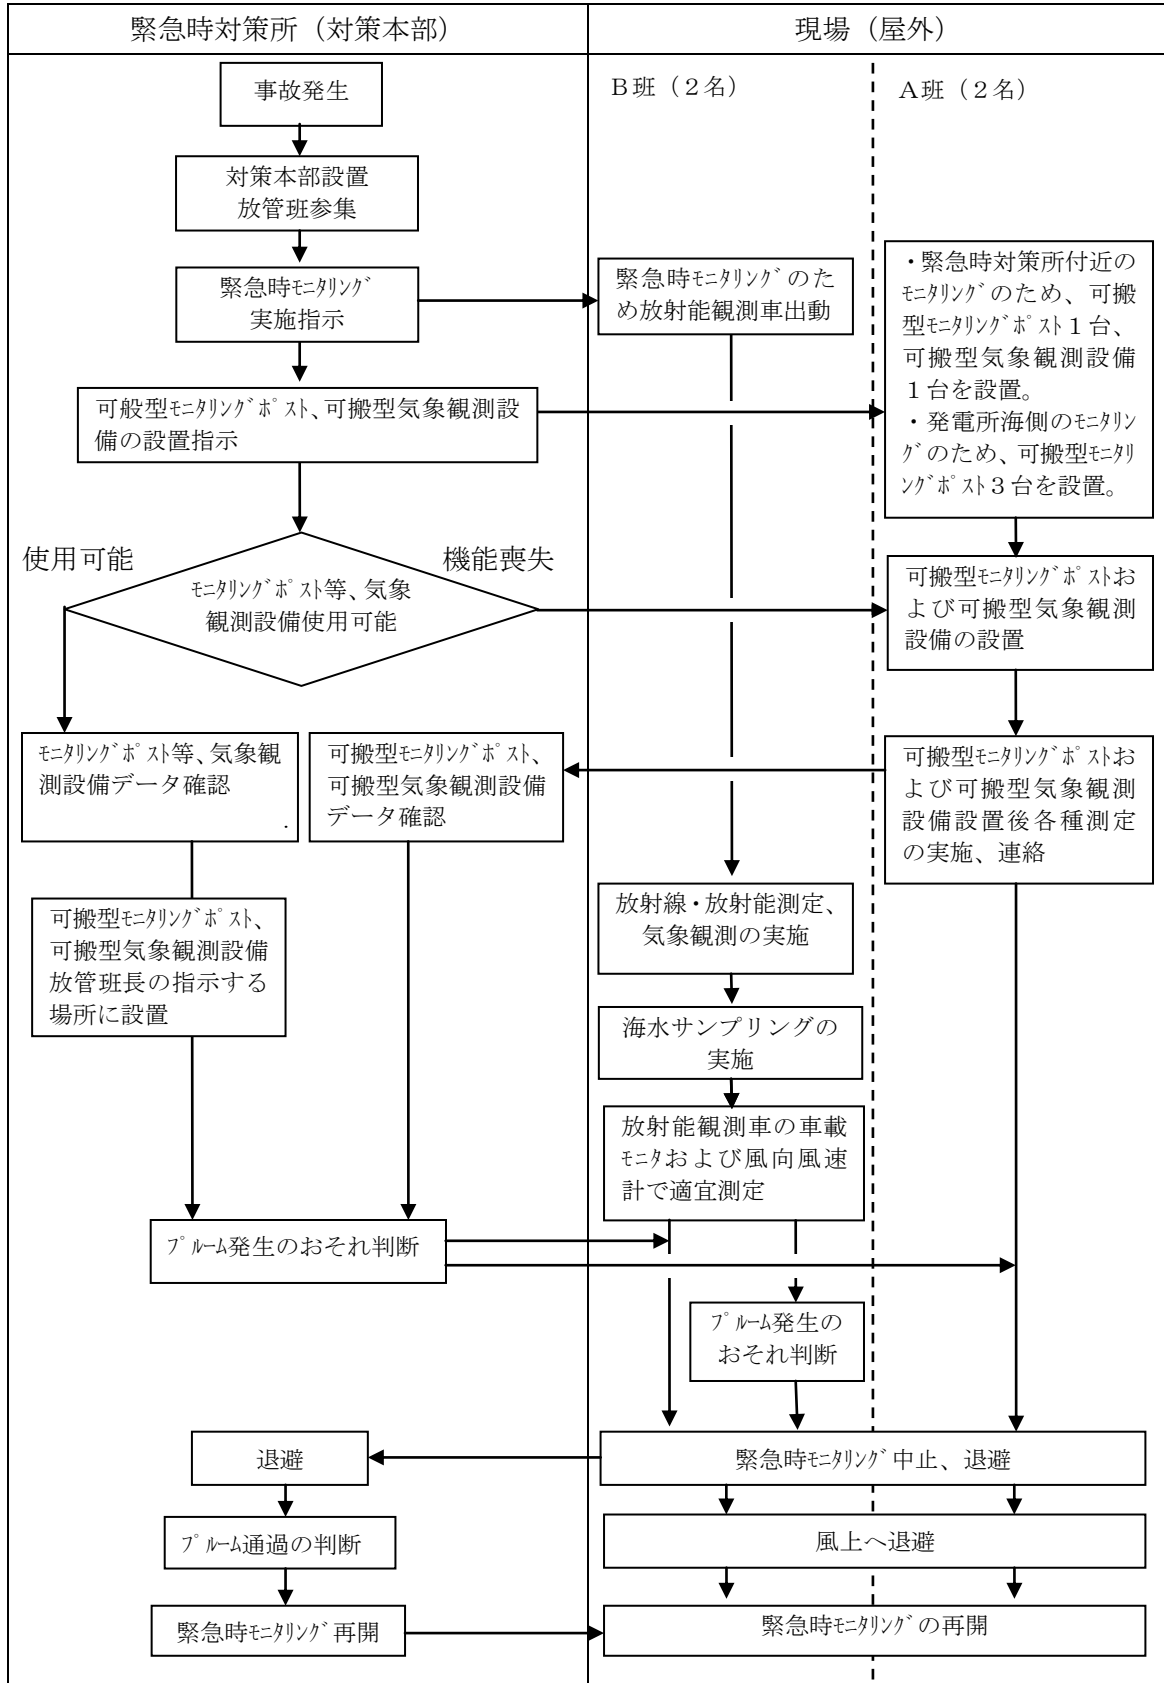 緊急時対策所（対策本部）
現場（屋外）
事故発生
Ｂ班（２名）
Ａ班（２名）
対策本部設置
放管班参集
緊急時ﾓﾆﾀﾘﾝｸﾞ
実施指示
緊急時ﾓﾆﾀﾘﾝｸﾞのた
め放射能観測車出動
・緊急時対策所付近の
ﾓﾆﾀﾘﾝｸﾞのため、可搬
型ﾓﾆﾀﾘﾝｸﾞﾎﾟｽﾄ１台、
可搬型気象観測設備
１台を設置。
・発電所海側のﾓﾆﾀﾘﾝ
ｸﾞのため、可搬型ﾓﾆﾀﾘ
ﾝｸﾞﾎﾟｽﾄ３台を設置。
可般型ﾓﾆﾀﾘﾝｸﾞﾎﾟｽﾄ、可搬型気象観測設
備の設置指示
使用可能
機能喪失
ﾓﾆﾀﾘﾝｸﾞﾎﾟｽﾄ等、気象
観測設備使用可能
可搬型ﾓﾆﾀﾘﾝｸﾞﾎﾟｽﾄお
よび可搬型気象観測
設備の設置
ﾓﾆﾀﾘﾝｸﾞﾎﾟｽﾄ等、気象観
測設備データ確認
.
可搬型ﾓﾆﾀﾘﾝｸﾞﾎﾟｽﾄ、
可搬型気象観測設備
データ確認
可搬型ﾓﾆﾀﾘﾝｸﾞﾎﾟｽﾄお
よび可搬型気象観測
設備設置後各種測定
の実施、連絡
可搬型ﾓﾆﾀﾘﾝｸﾞﾎﾟｽﾄ、
可搬型気象観測設備
放管班長の指示する
場所に設置
放射線・放射能測定、
気象観測の実施
海水サンプリングの
実施
放射能観測車の車載
ﾓﾆﾀおよび風向風速
計で適宜測定
ﾌﾟﾙｰﾑ発生のおそれ判断
ﾌﾟﾙｰﾑ発生の
おそれ判断
退避
緊急時ﾓﾆﾀﾘﾝｸﾞ中止、退避
ﾌﾟﾙｰﾑ通過の判断
風上へ退避
緊急時ﾓﾆﾀﾘﾝｸﾞ再開
緊急時ﾓﾆﾀﾘﾝｸﾞの再開